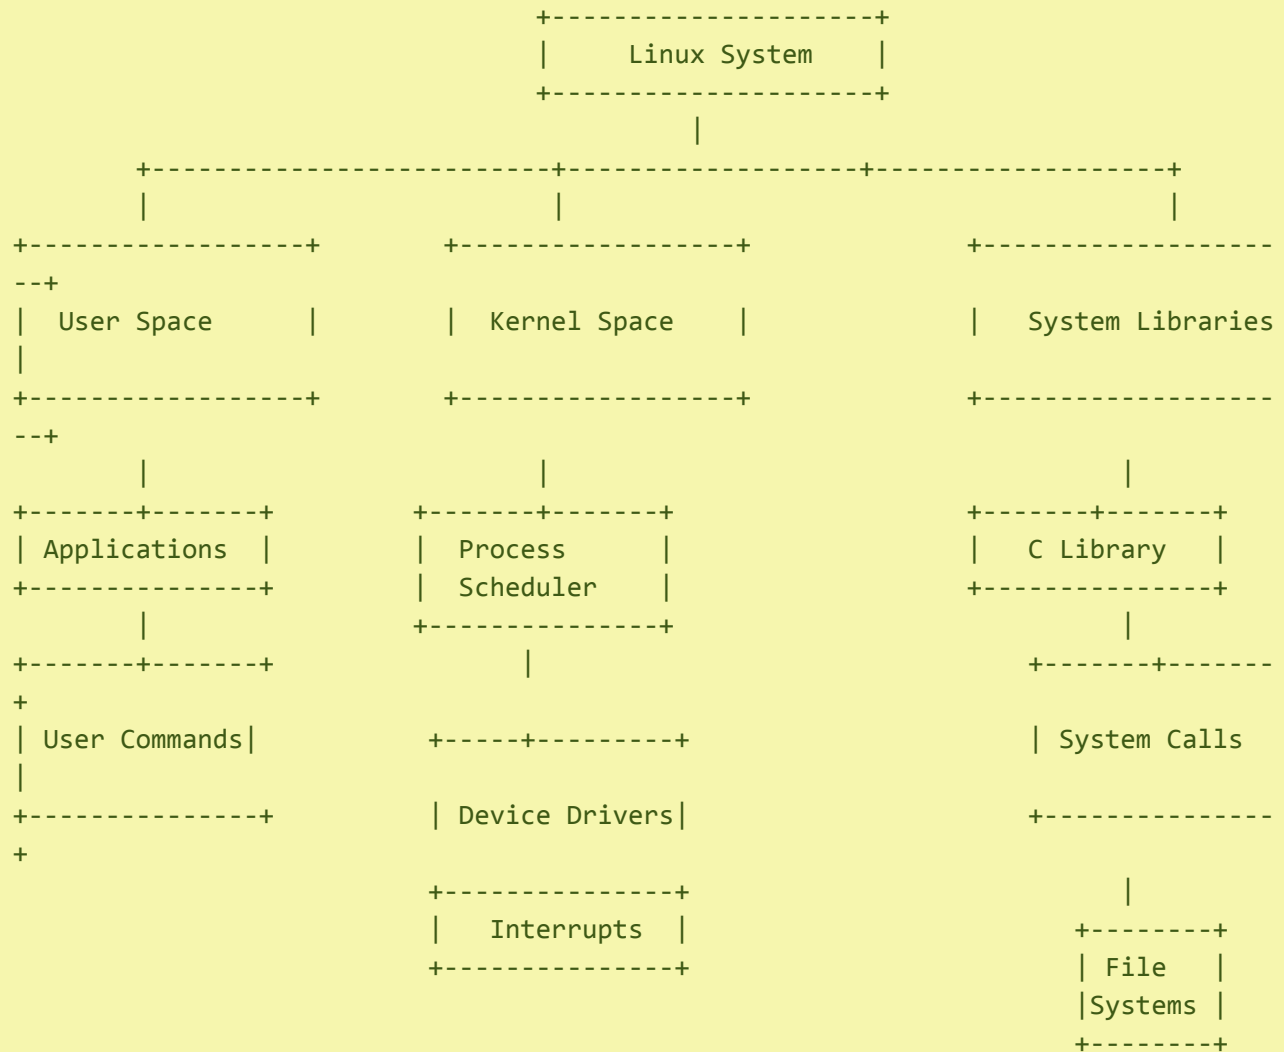 +---------------------+
                                  |     Linux System    |
                                  +---------------------+
                                            |
        +--------------------------+-------------------+-------------------+
        |                          |                                       |
+------------------+        +------------------+              +-------------------
--+
|  User Space      |        |  Kernel Space    |              |   System Libraries
|
+------------------+        +------------------+              +-------------------
--+
        |                         |                                     |
+-------+-------+         +-------+-------+                   +-------+-------+
| Applications  |         |  Process      |                   |   C Library   |
+---------------+         |  Scheduler    |                   +---------------+
        |                 +---------------+                             |
+-------+-------+                |                                +-------+-------
+
| User Commands|           +-----+---------+                      | System Calls
|
+---------------+          | Device Drivers|                      +---------------
+
                           +---------------+                            |
                           |   Interrupts  |                         +--------+
                           +---------------+                         | File   |
                                                                     |Systems |
                                                                     +--------+